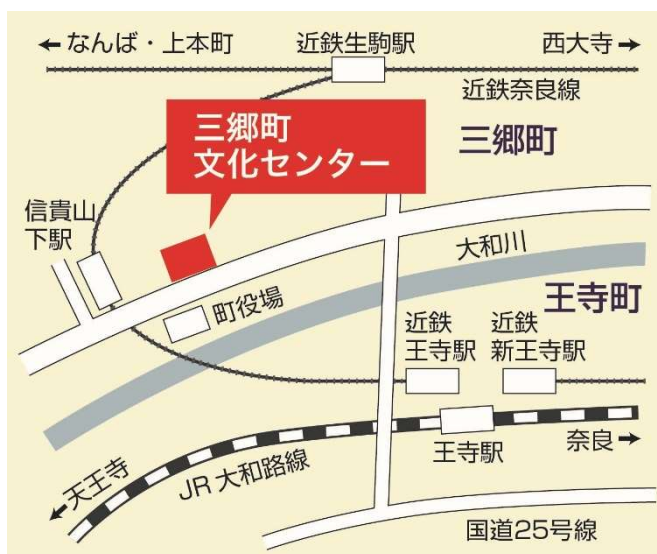 ←なんば・上本町
近鉄生駒駅
西大寺→
近鉄奈良線
三郷町
文化センター
三郷町
信貴山
下駅
大和川
町役場
王寺町
近鉄
王寺駅
近鉄
新王寺駅
王寺駅
奈良→
←天王寺
JR大和路線
国道25号線